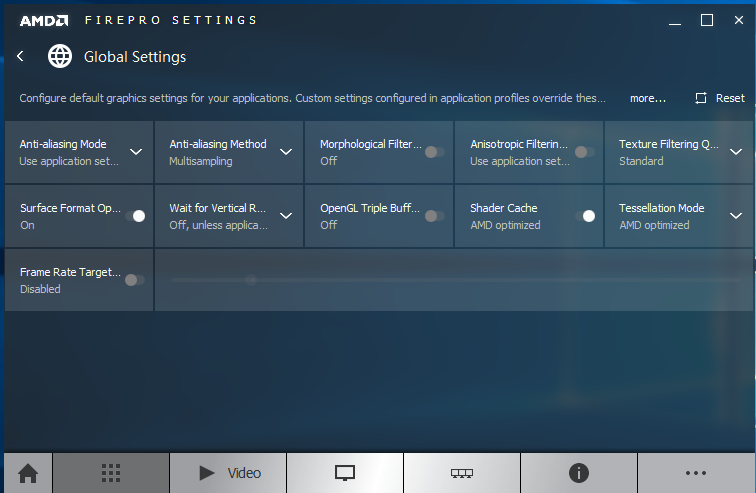 AMD FIREPRO SETTINGS
Global Settings
Configure default graphics settings for your applications. Custom settings configured in application profiles override thes... more... Reset
Anti-aliasing Mode
Use application set...
Anti-aliasing Method
Multisampling
Morphological Filter...
Off
Anisotropic Filterin...
Use application set...
Texture Filtering Q...
Standard
Surface Format Op...
On
Wait for Vertical R...
Off, unless applica...
OpenGL Triple Buff...
Off
Shader Cache
AMD optimized
Tessellation Mode
AMD optimized
Frame Rate Target...
Disabled
Video